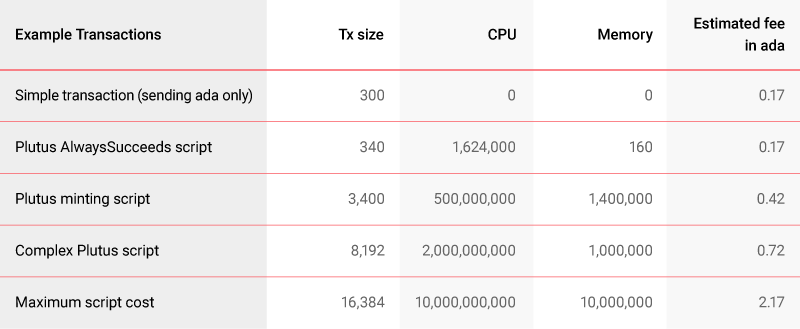 Example Transactions Tx size CPU Memory Estimated fee
in ada
Simple transaction (sending ada only) 300 0 0 0.17
Plutus AlwaysSucceeds script 340 1,624,000 160 0.17
Plutus minting script 3,400 500,000,000 1,400,000 0.42
Complex Plutus script 8,192 2,000,000,000 1,000,000 0.72
Maximum script cost 16,384 10,000,000,000 10,000,000 2.17